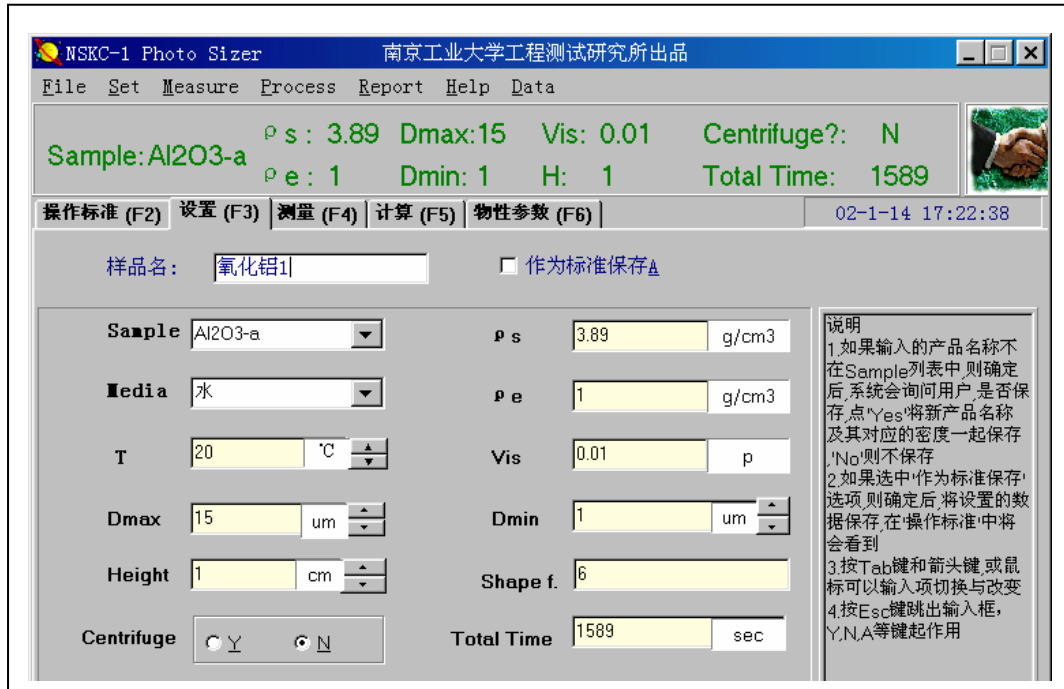 NSKC-1 Photo Sizer 南京工业大学工程测试研究所出品
File Set Measure Process Report Help Data
Sample: Al2O3-a ρs: 3.89 Dmax:15 Vis: 0.01 Centrifuge?: N
ρe: 1 Dmin: 1 H: 1 Total Time: 1589
操作标准 (F2) 设置 (F3) 测量 (F4) 计算 (F5) 物性参数 (F6) 02-1-14 17:22:38
样品名: 氧化铝1 作为标准保存A
Sample Al2O3-a ρs 3.89 g/cm3
Media 水 ρe 1 g/cm3
T 20 ℃ Vis 0.01 p
Dmax 15 um Dmin 1 um
Height 1 cm Shape f. 6
Centrifuge Y N Total Time 1589 sec
说明
1,如果输入的产品名称不
在Sample列表中,则确定
后,系统会询问用户,是否保
存,点'Yes'将新产品名称
及其对应的密度一起保存
,'No'则不保存
2,如果选中'作为标准保存'
选项,则确定后,将设置的数
据保存,在'操作标准'中将
会看到
3,按Tab键和箭头键,或鼠
标可以输入项切换与改变
4,按Esc键跳出输入框，
Y,N,A等键起作用